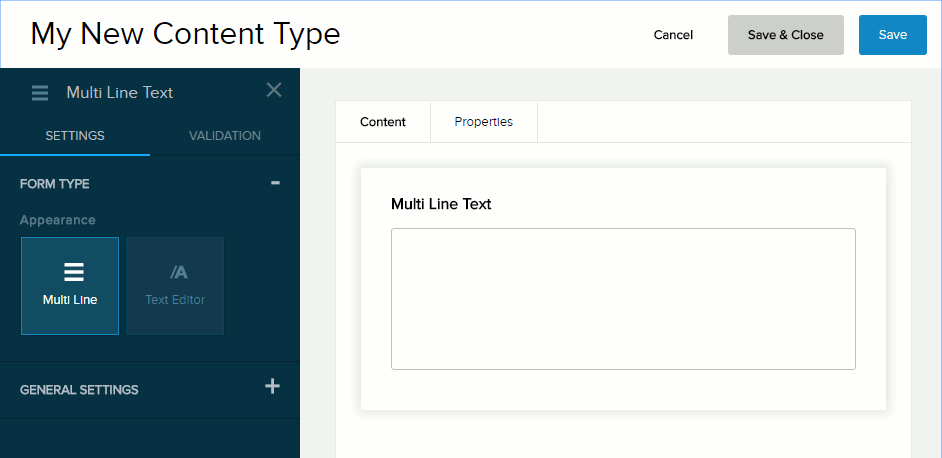 My New Content Type
Cancel
Save & Close
Save
Multi Line Text
SETTINGS
VALIDATION
FORM TYPE
Appearance
Multi Line
/A
Text Editor
GENERAL SETTINGS
Content
Properties
Multi Line Text